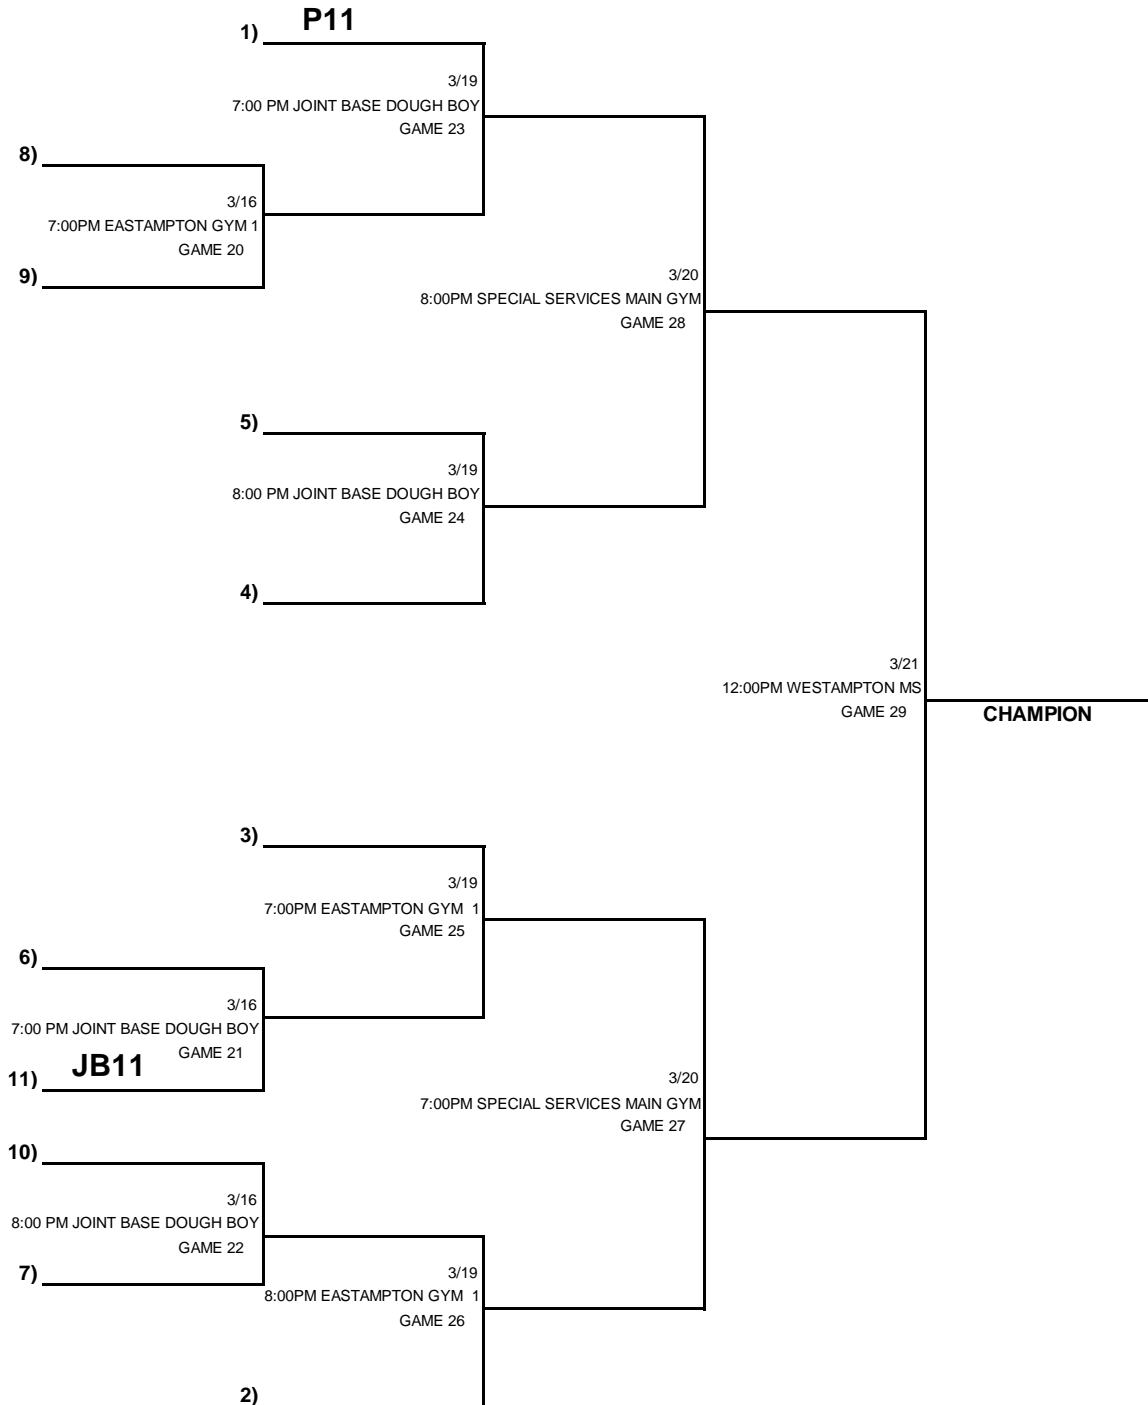 1) P11
3/19
7:00 PM JOINT BASE DOUGH BOY
GAME 23
8)
3/16
7:00PM EASTAMPTON GYM 1
GAME 20
9)
3/20
8:00PM SPECIAL SERVICES MAIN GYM
GAME 28
5)
3/19
8:00 PM JOINT BASE DOUGH BOY
GAME 24
4)
3/21
12:00PM WESTAMPTON MS
GAME 29
CHAMPION
3)
3/19
7:00PM EASTAMPTON GYM 1
GAME 25
6)
3/16
7:00 PM JOINT BASE DOUGH BOY
GAME 21
11) JB11
3/20
7:00PM SPECIAL SERVICES MAIN GYM
GAME 27
10)
3/16
8:00 PM JOINT BASE DOUGH BOY
GAME 22
7)
3/19
8:00PM EASTAMPTON GYM 1
GAME 26
2)